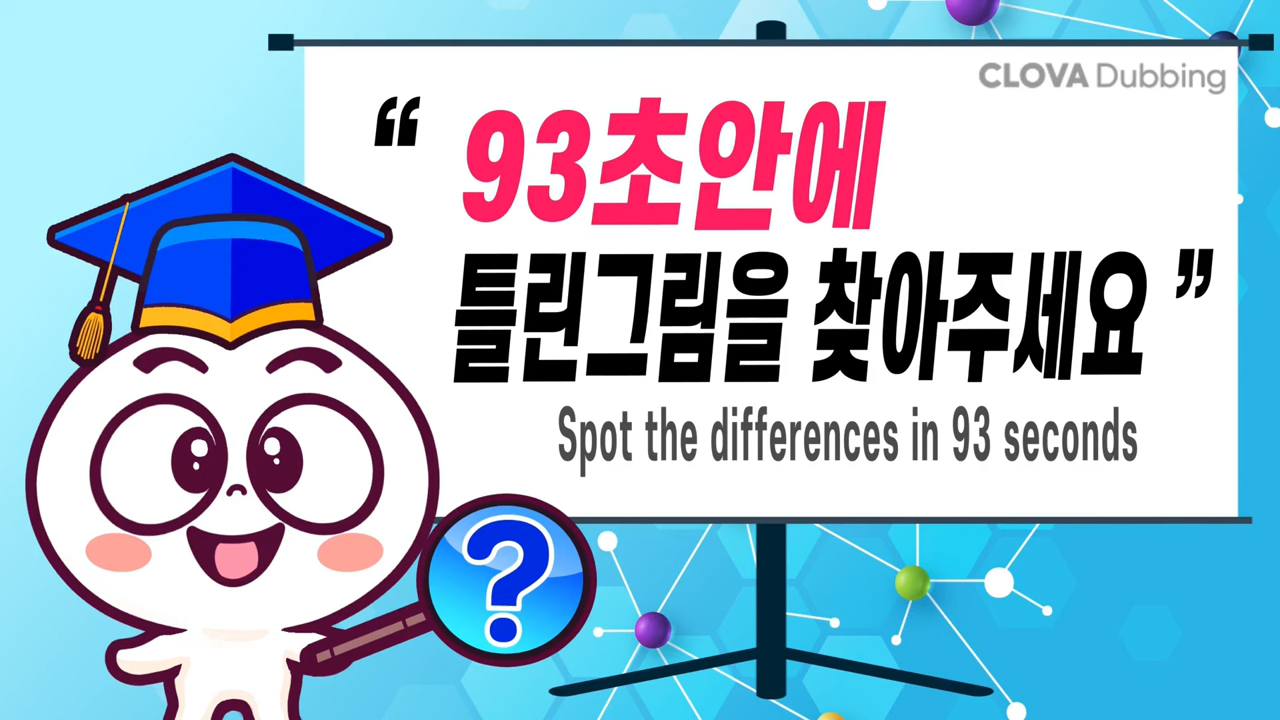 CLOVA Dubbing
“ 93초안에
틀린그림을 찾아주세요 ”
Spot the differences in 93 seconds
?